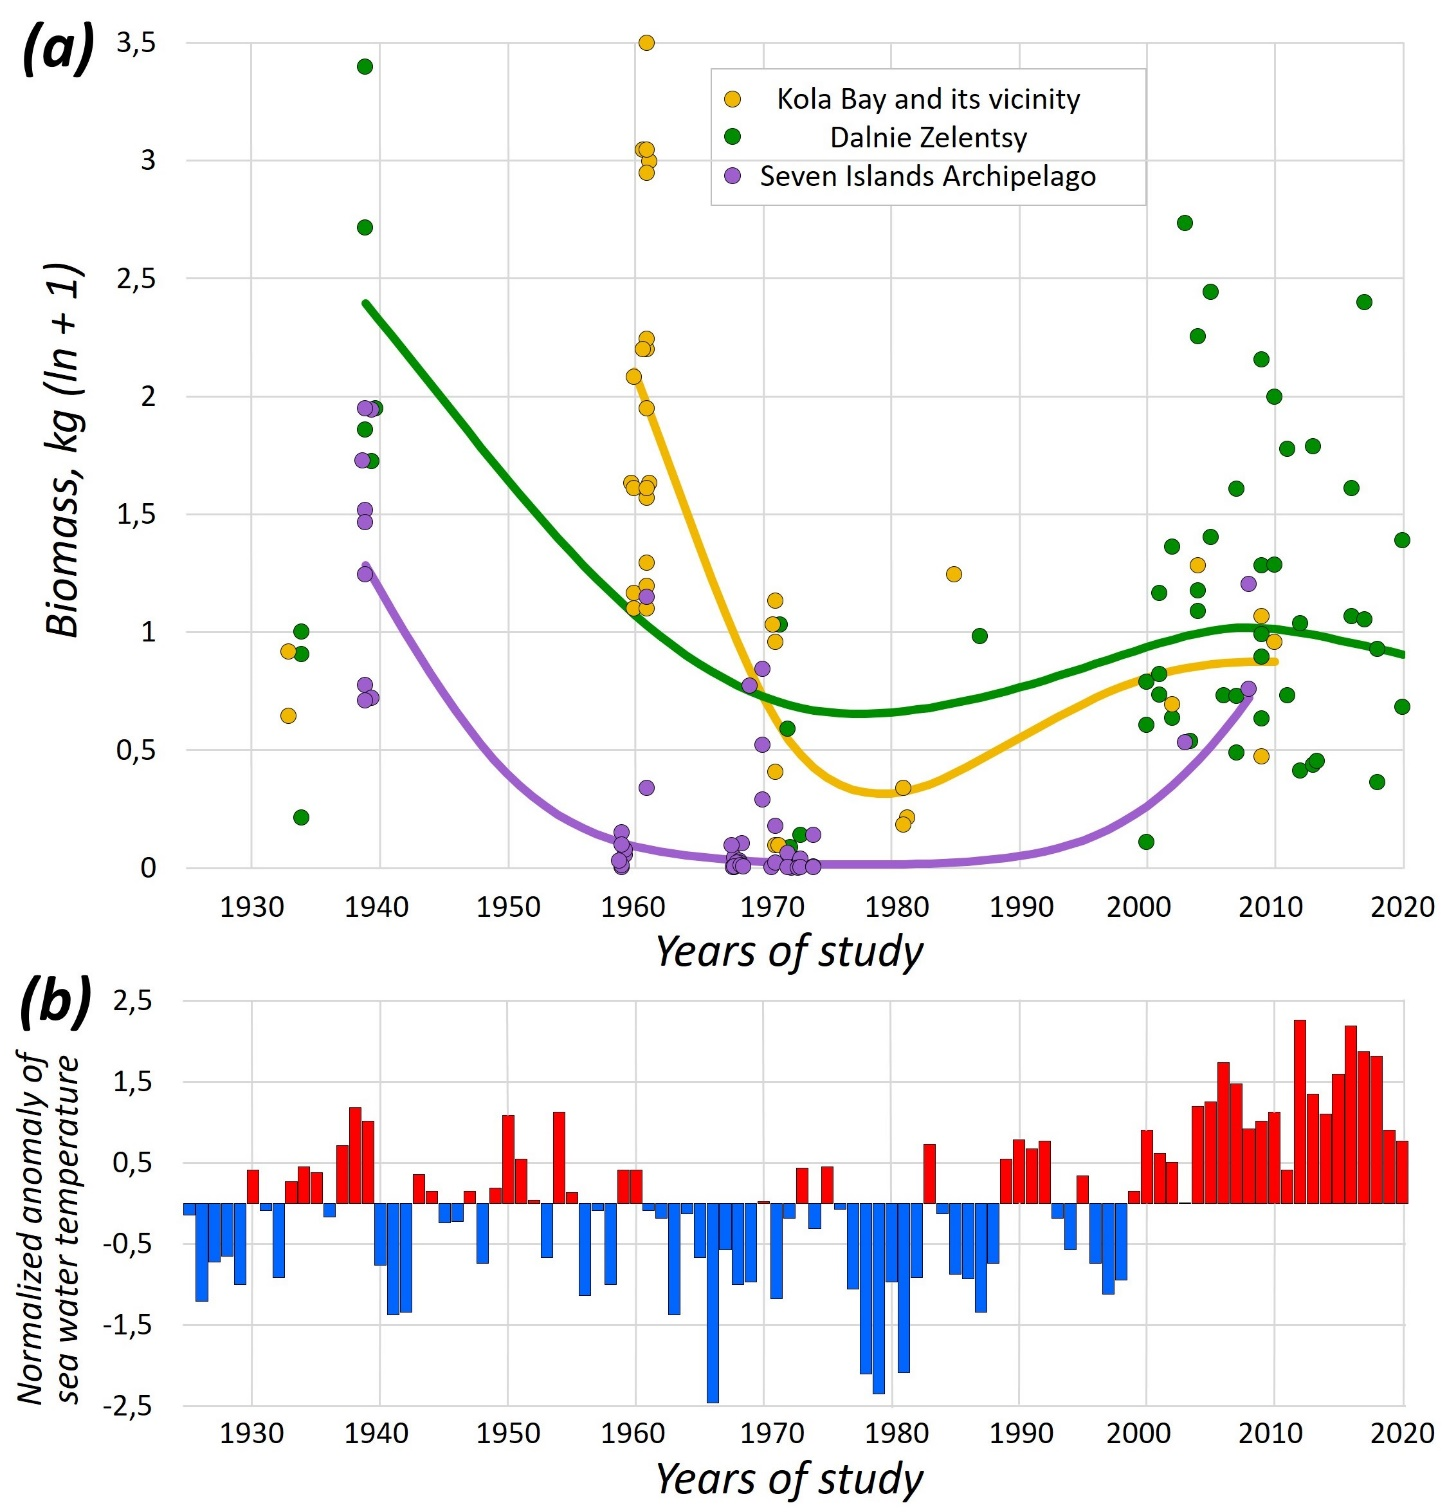 (a)
3,5
3
2,5
2
1,5
1
0,5
0
Biomass, kg (ln + 1)
Kola Bay and its vicinity
Dalnie Zelentsy
Seven Islands Archipelago
1930 1940 1950 1960 1970 1980 1990 2000 2010 2020
Years of study
(b)
2,5
1,5
0,5
-0,5
-1,5
-2,5
Normalized anomaly of
sea water temperature
1930 1940 1950 1960 1970 1980 1990 2000 2010 2020
Years of study